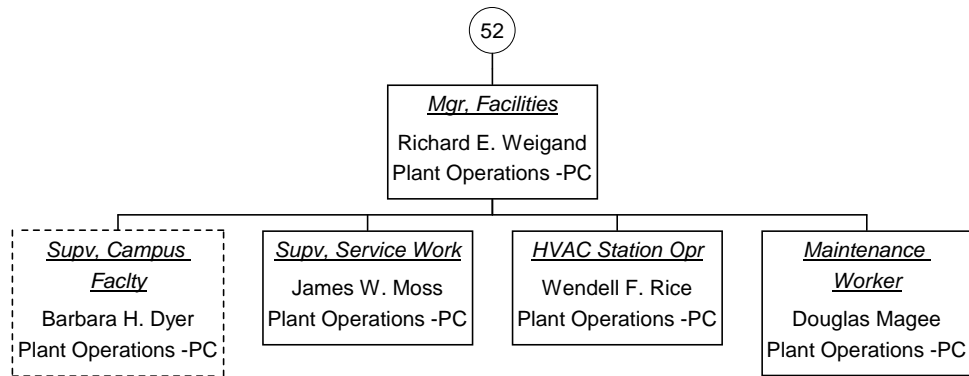 52
Mgr, Facilities
Richard E. Weigand
Plant Operations -PC
Supv, Campus
Faclty
Barbara H. Dyer
Plant Operations -PC
Supv, Service Work
James W. Moss
Plant Operations -PC
HVAC Station Opr
Wendell F. Rice
Plant Operations -PC
Maintenance
Worker
Douglas Magee
Plant Operations -PC